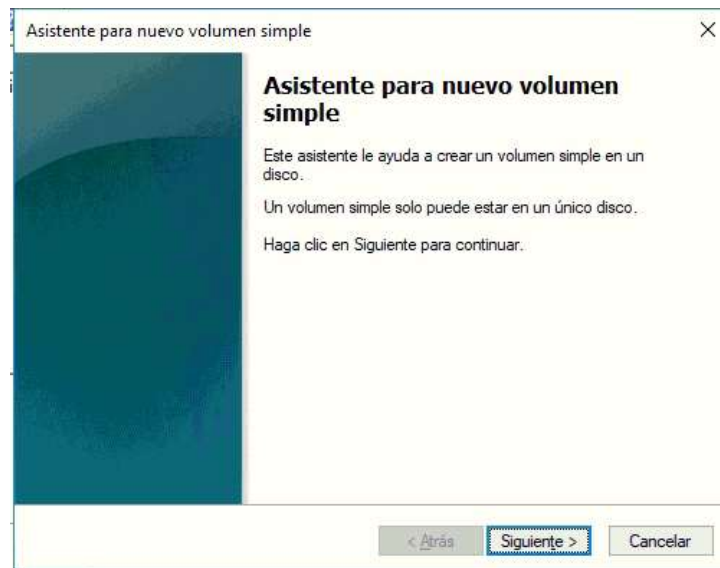 Asistente para nuevo volumen simple
Asistente para nuevo volumen
simple
Este asistente le ayuda a crear un volumen simple en un
disco.
Un volumen simple solo puede estar en un único disco.
Haga clic en Siguiente para continuar.
< Atrás Siguiente > Cancelar